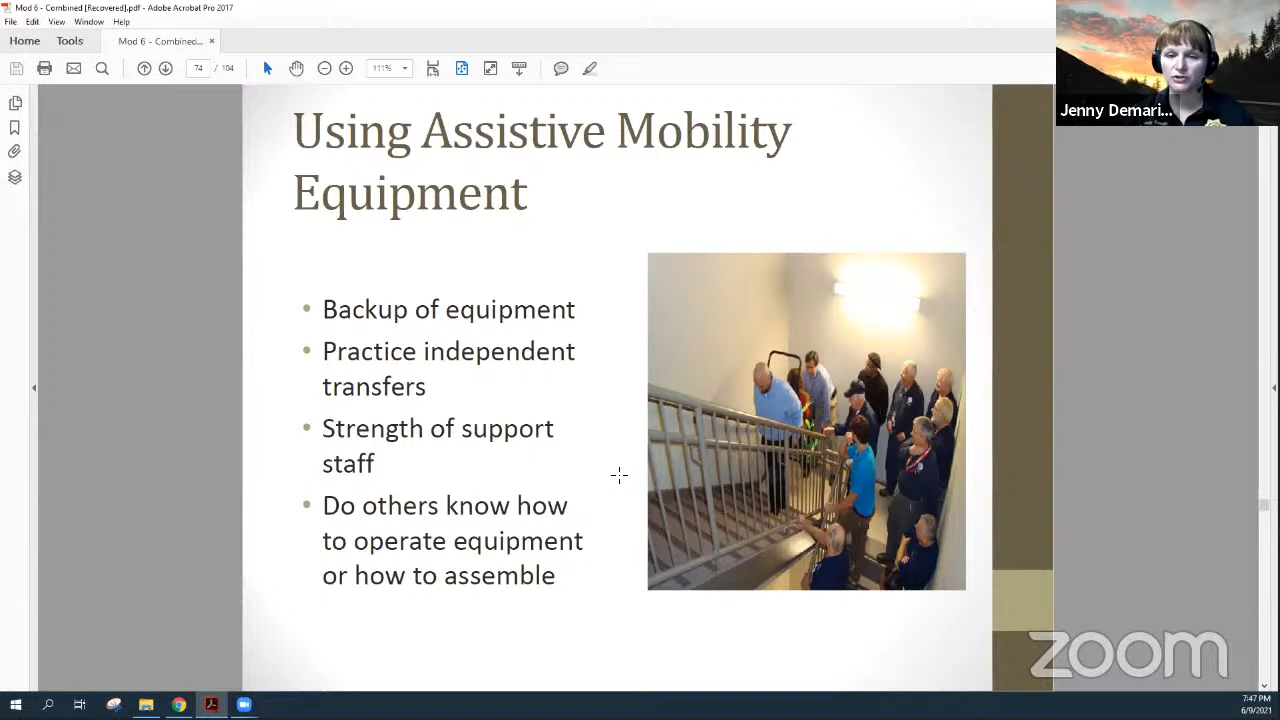 Mod 6 - Combined [Recovered].pdf - Adobe Acrobat Pro 2017
File Edit View Window Help
Home Tools Mod 6 - Combined... ×
74 / 104 111%
Jenny Demari...
Using Assistive Mobility
Equipment
• Backup of equipment
• Practice independent
transfers
• Strength of support
staff
• Do others know how
to operate equipment
or how to assemble
zoom
7:47 PM
6/9/2021